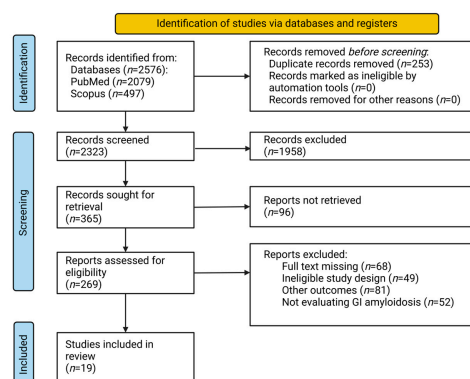 Identification of studies via databases and registers
Identification
Records identified from:
Databases (n=2576):
PubMed (n=2079)
Scopus (n=497)
Records removed before screening:
Duplicate records removed (n=253)
Records marked as ineligible by
automation tools (n=0)
Records removed for other reasons (n=0)
Screening
Records screened
(n=2323)
Records excluded
(n=1958)
Records sought for
retrieval
(n=365)
Reports not retrieved
(n=96)
Reports assessed for
eligibility
(n=269)
Reports excluded:
Full text missing (n=68)
Ineligible study design (n=49)
Other outcomes (n=81)
Not evaluating GI amyloidosis (n=52)
Included
Studies included in
review
(n=19)